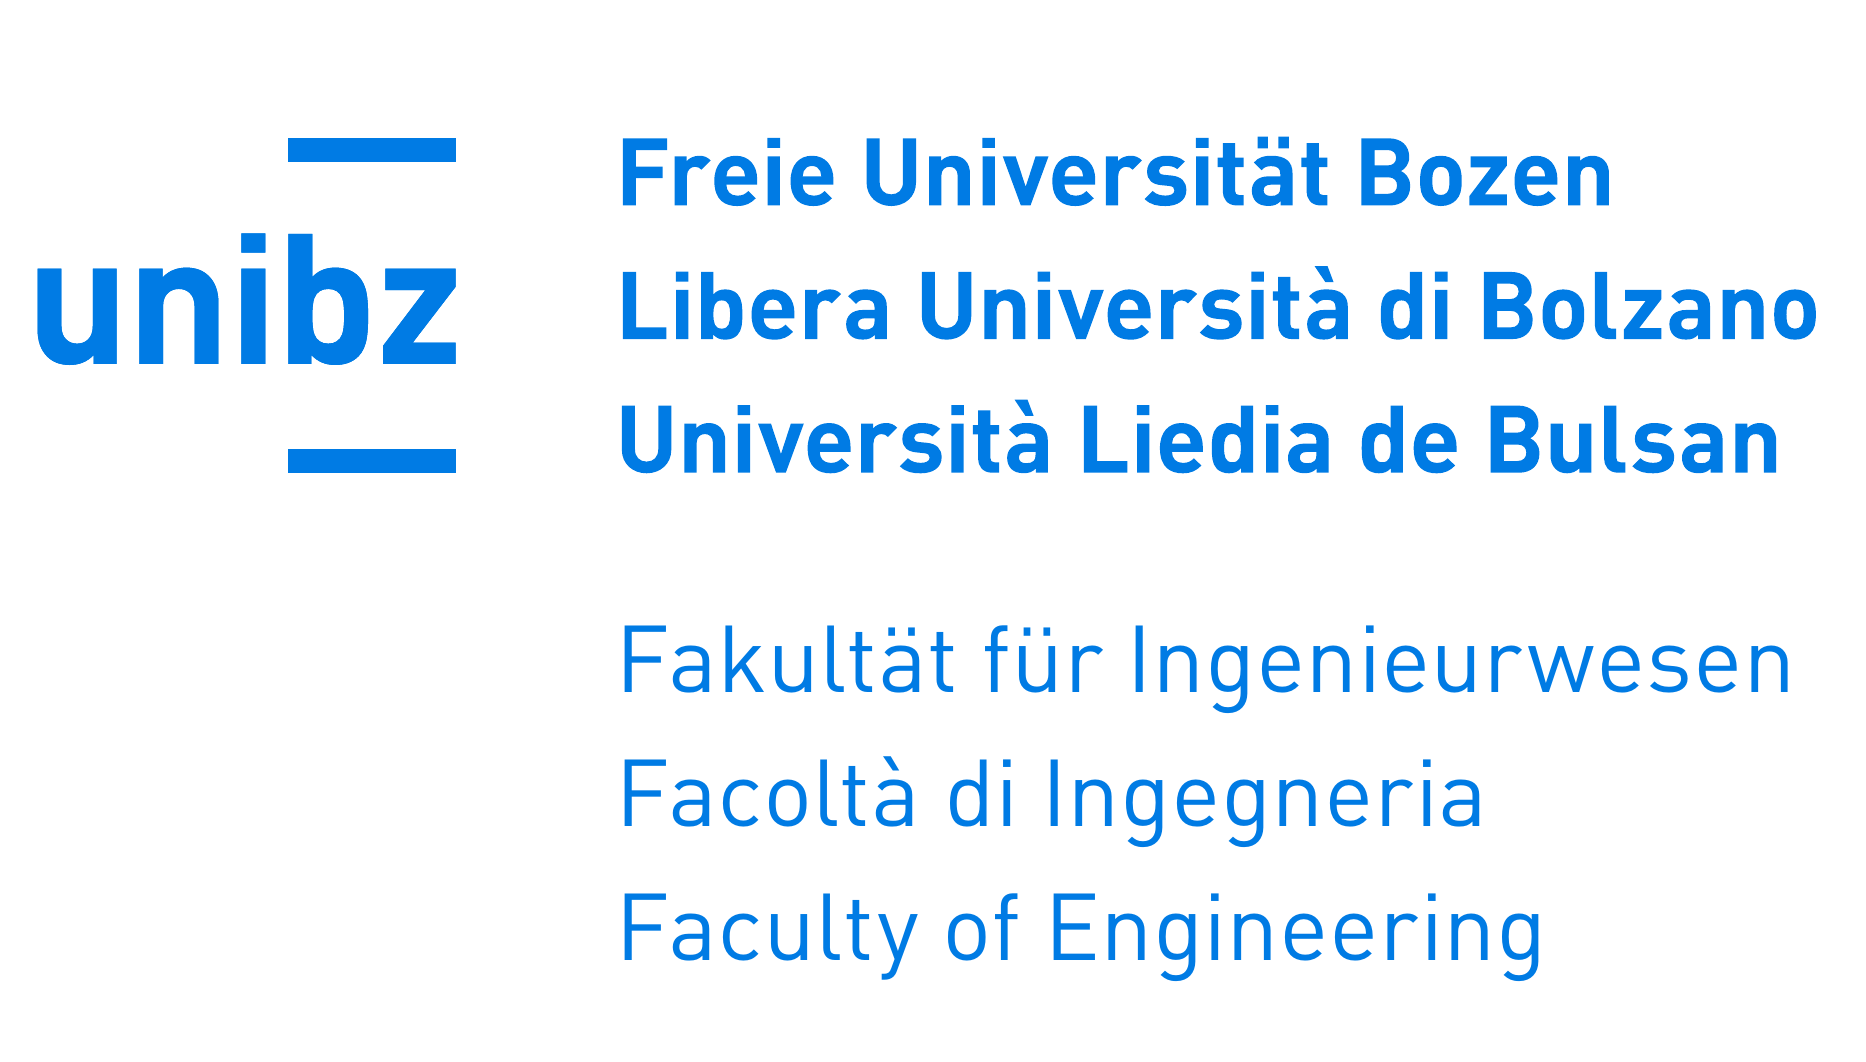 unibz
Freie Universität Bozen
Libera Università di Bolzano
Università Liedia de Bulsan
Fakultät für Ingenieurwesen
Facoltà di Ingegneria
Faculty of Engineering